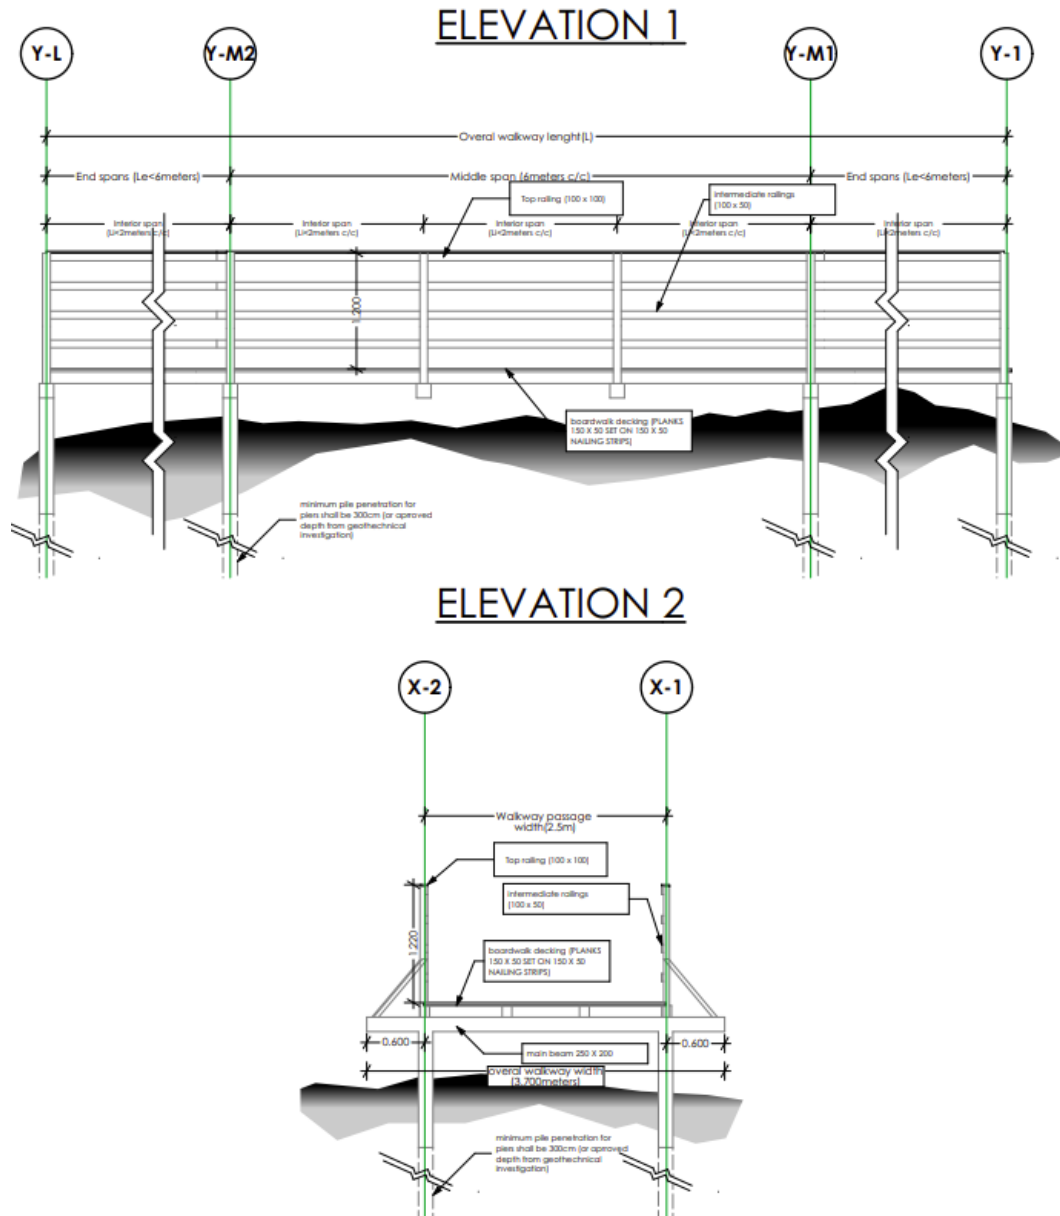 ELEVATION 1
Y-L
Y-M2
Y-M1
Y-1
Overal walkway lenght(L)
End spans (Le<6meters)
Middle span (6meters c/c)
End spans (Le<6meters)
Top railing (100 x 100)
intermediate railings
(100 x 50)
Interior span
(Li<2meters c/c)
Interior span
(Li<2meters c/c)
Interior span
(Li<2meters c/c)
Interior span
(Li<2meters c/c)
Interior span
(Li<2meters c/c)
1.200
boardwalk decking (PLANKS
150 X 50 SET ON 150 X 50
NAILING STRIPS)
minimum pile penetration for
piers shall be 300cm (or aproved
depth from geothechnical
investigation)
ELEVATION 2
X-2
X-1
Walkway passage
width(2.5m)
Top railing (100 x 100)
intermediate railings
(100 x 50)
1.220
boardwalk decking (PLANKS
150 X 50 SET ON 150 X 50
NAILING STRIPS)
0.600
0.600
main beam 250 X 200
overal walkway width
(3.700meters)
minimum pile penetration for
piers shall be 300cm (or aproved
depth from geothechnical
investigation)